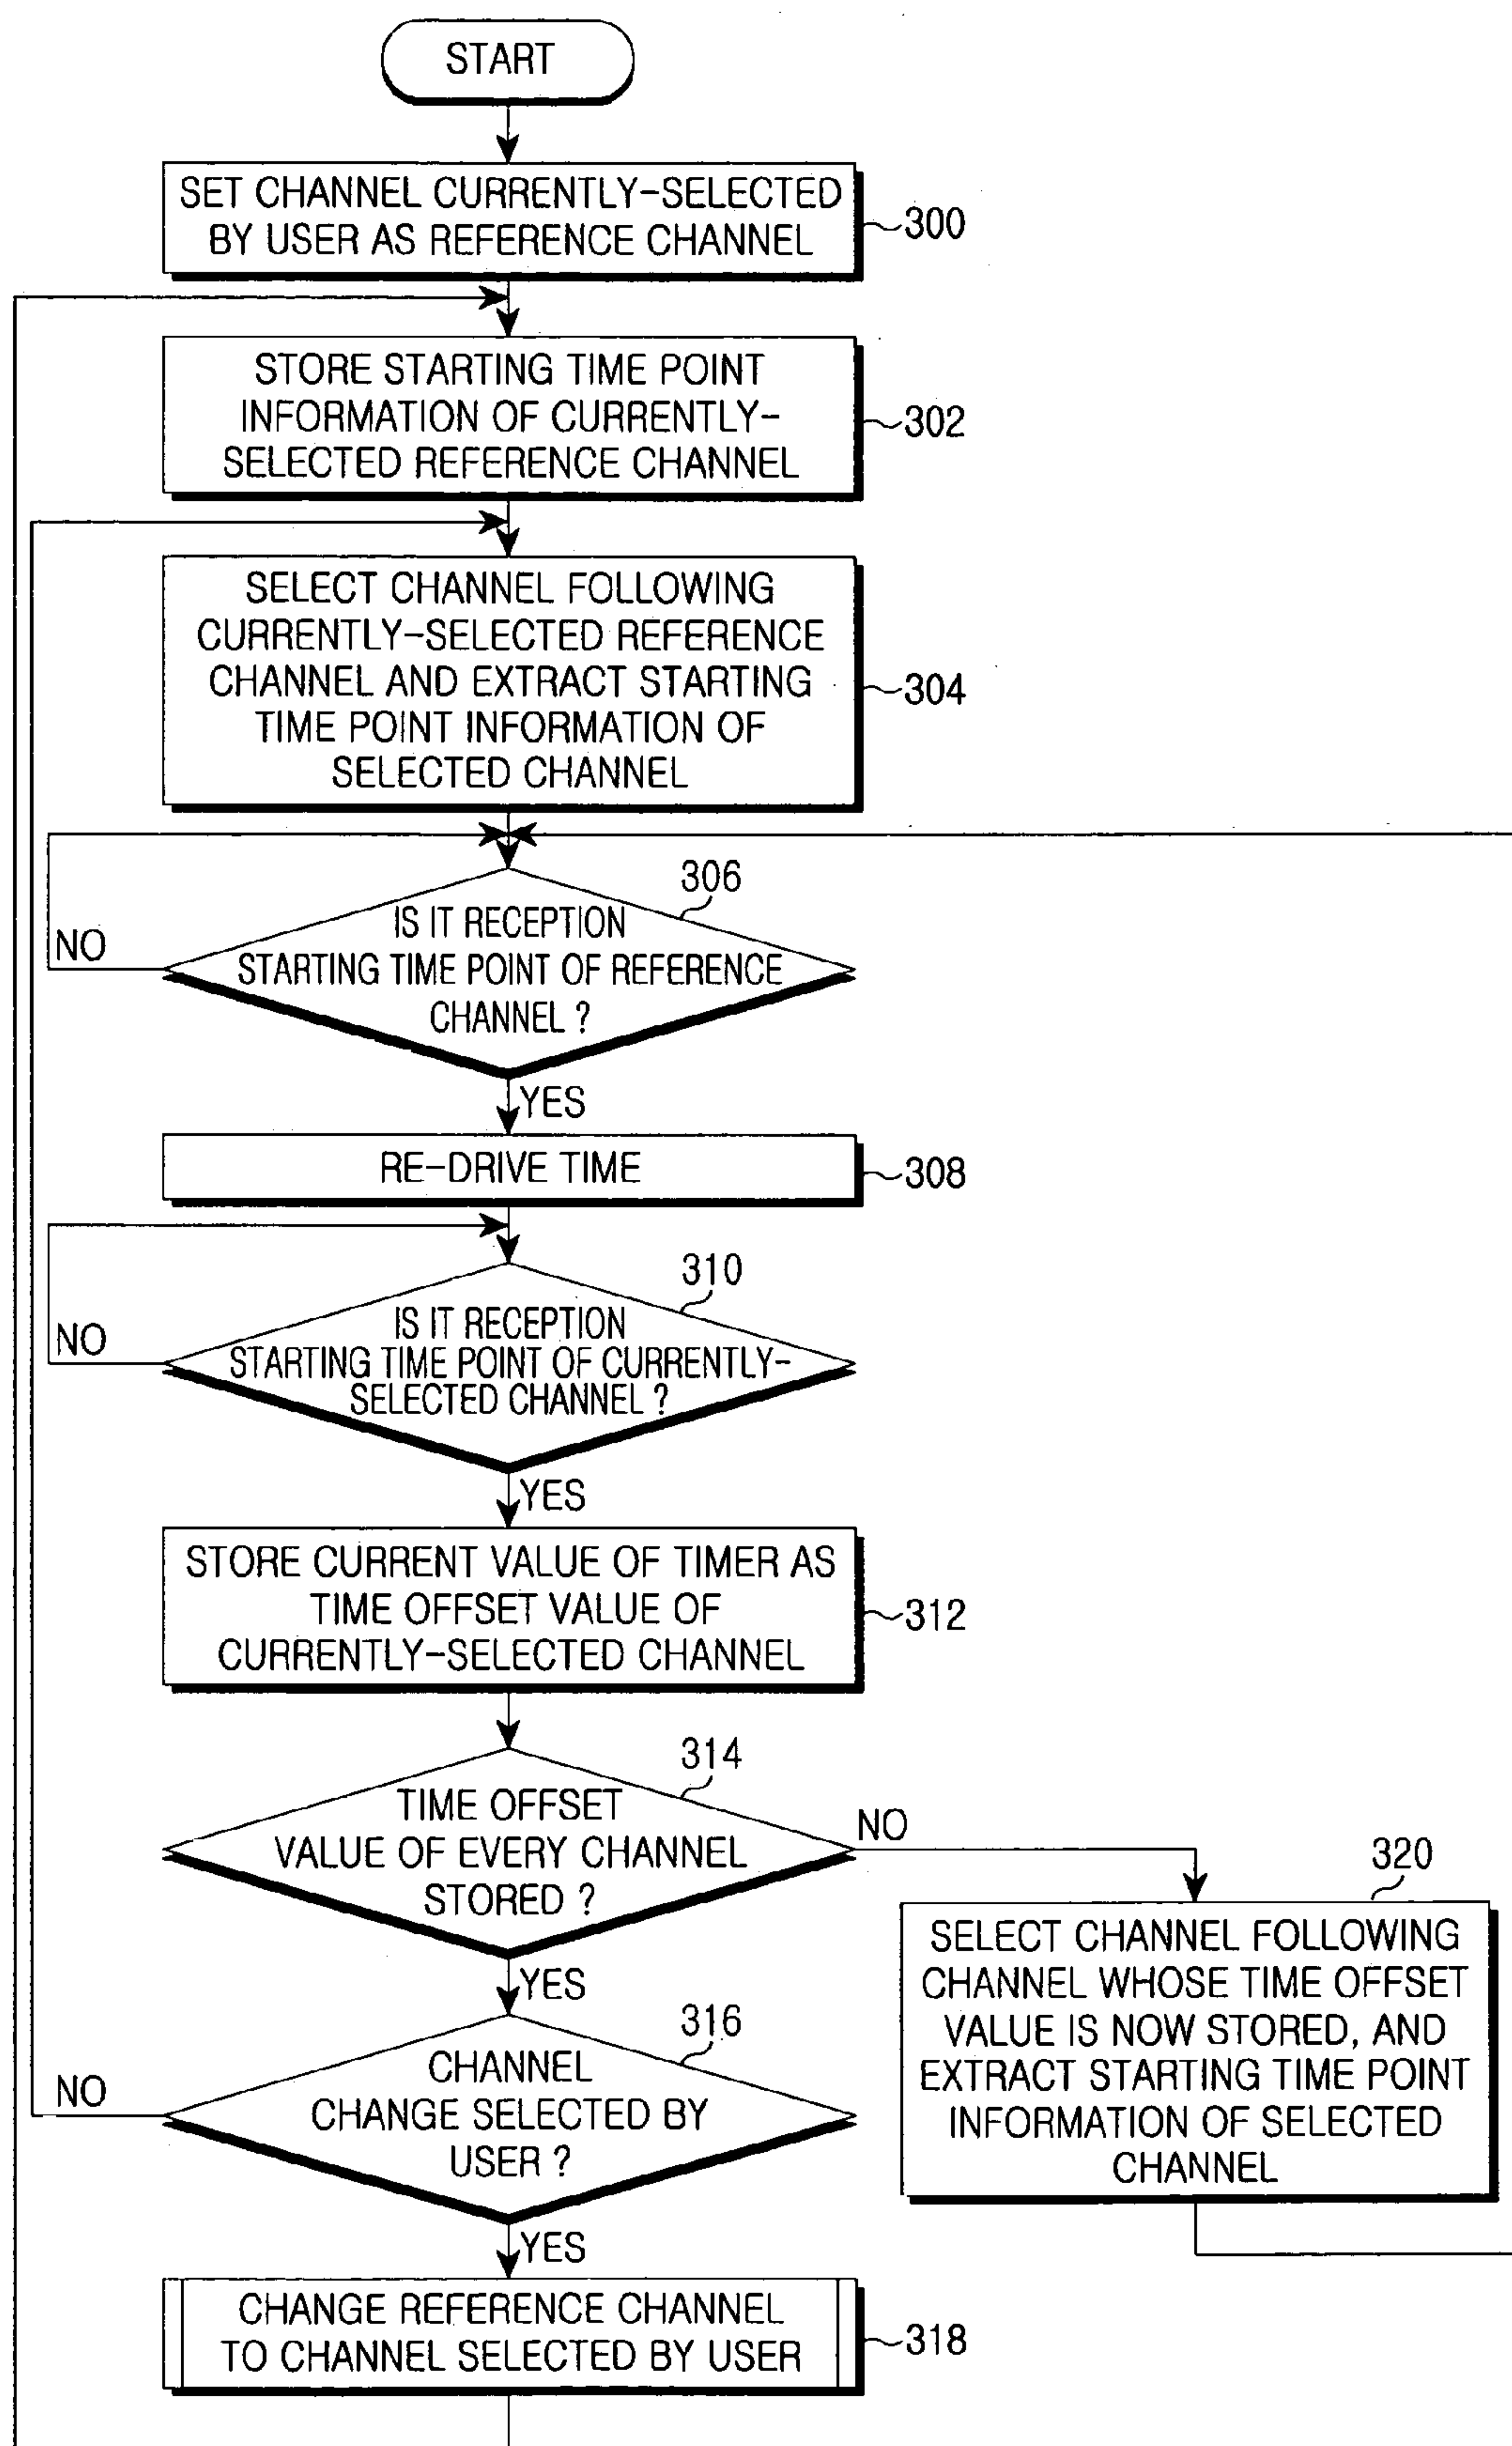 START
SET CHANNEL CURRENTLY-SELECTED
BY USER AS REFERENCE CHANNEL
300
STORE STARTING TIME POINT
INFORMATION OF CURRENTLY-
SELECTED REFERENCE CHANNEL
302
SELECT CHANNEL FOLLOWING
CURRENTLY-SELECTED REFERENCE
CHANNEL AND EXTRACT STARTING
TIME POINT INFORMATION OF
SELECTED CHANNEL
304
306
IS IT RECEPTION
STARTING TIME POINT OF REFERENCE
CHANNEL ?
NO
YES
RE-DRIVE TIME
308
310
IS IT RECEPTION
STARTING TIME POINT OF CURRENTLY-
SELECTED CHANNEL ?
NO
YES
STORE CURRENT VALUE OF TIMER AS
TIME OFFSET VALUE OF
CURRENTLY-SELECTED CHANNEL
312
314
TIME OFFSET
VALUE OF EVERY CHANNEL
STORED ?
NO
YES
320
SELECT CHANNEL FOLLOWING
CHANNEL WHOSE TIME OFFSET
VALUE IS NOW STORED, AND
EXTRACT STARTING TIME POINT
INFORMATION OF SELECTED
CHANNEL
316
CHANNEL
CHANGE SELECTED BY
USER ?
NO
YES
CHANGE REFERENCE CHANNEL
TO CHANNEL SELECTED BY USER
318